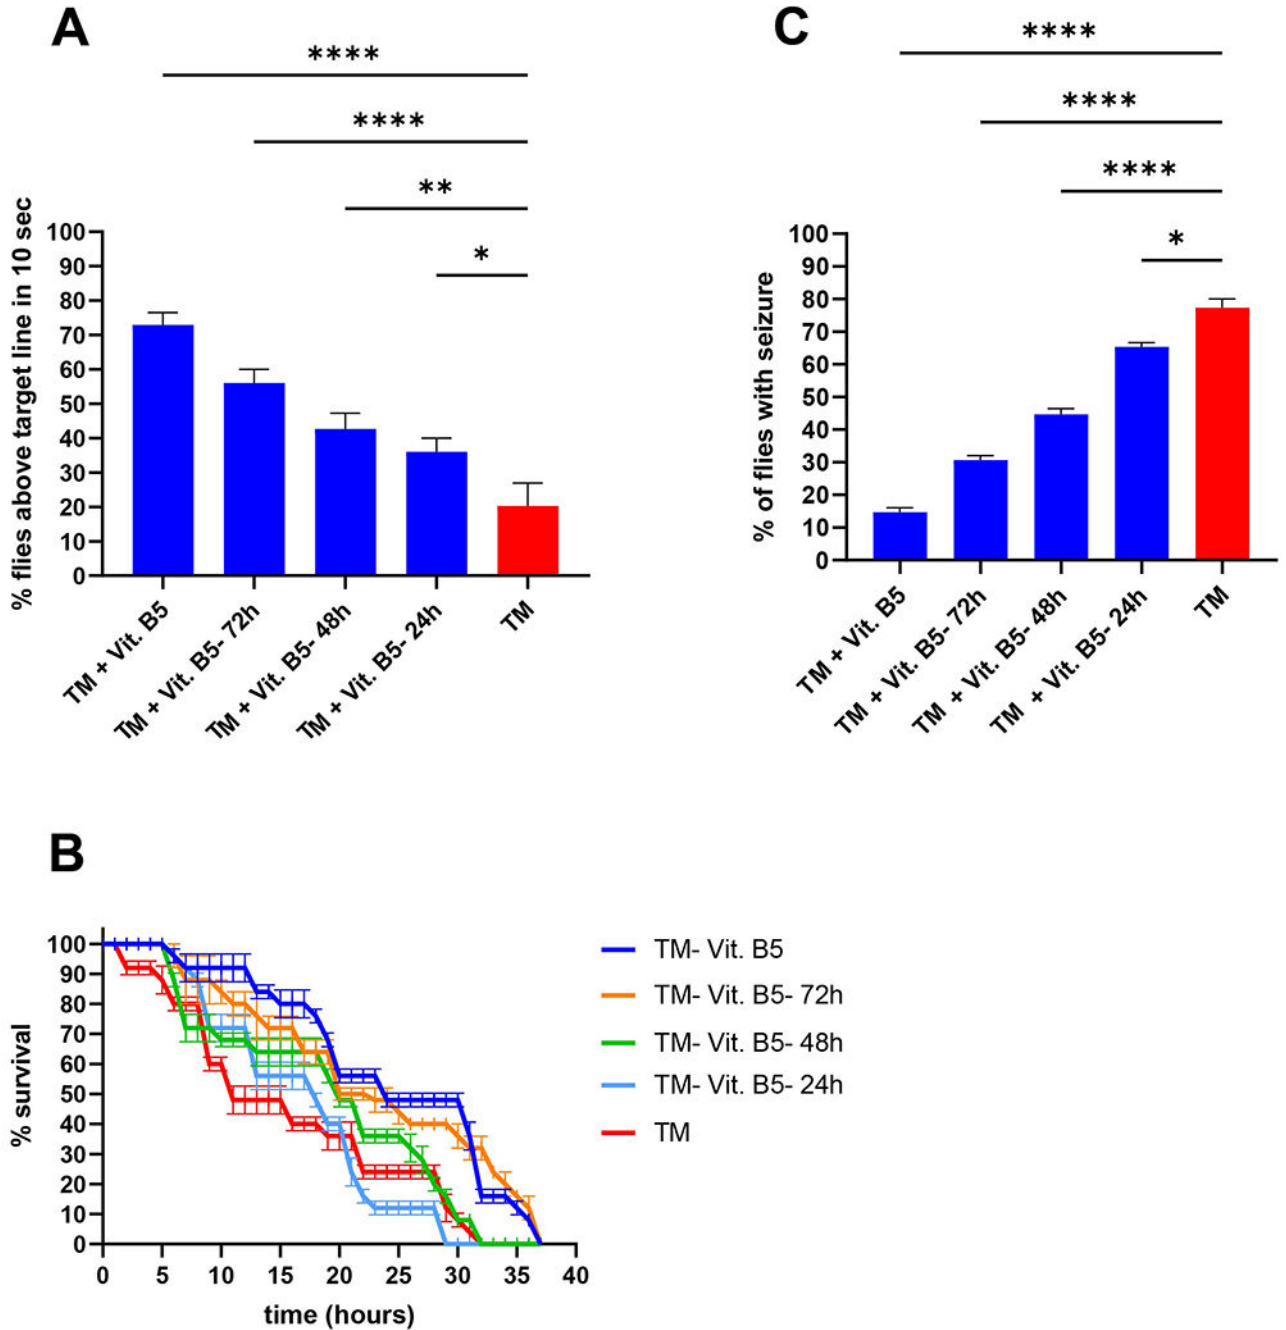 A
****
****
**
*
% flies above target line in 10 sec
100
90
80
70
60
50
40
30
20
10
0
TM + Vit. B5
TM + Vit. B5- 72h
TM + Vit. B5- 48h
TM + Vit. B5- 24h
TM
C
****
****
****
*
% of flies with seizure
100
90
80
70
60
50
40
30
20
10
0
TM + Vit. B5
TM + Vit. B5- 72h
TM + Vit. B5- 48h
TM + Vit. B5- 24h
TM
B
% survival
100
90
80
70
60
50
40
30
20
10
0
0 5 10 15 20 25 30 35 40
time (hours)
TM- Vit. B5
TM- Vit. B5- 72h
TM- Vit. B5- 48h
TM- Vit. B5- 24h
TM